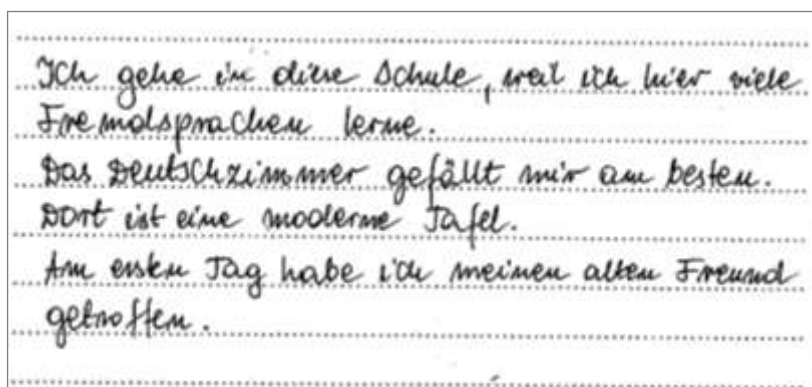 Ich gehe in diese Schule, weil ich hier viele
Fremdsprachen lerne.
Das Deutschzimmer gefällt mir am besten.
Dort ist eine moderne Tafel.
Am ersten Tag habe ich meinen alten Freund
getroffen.